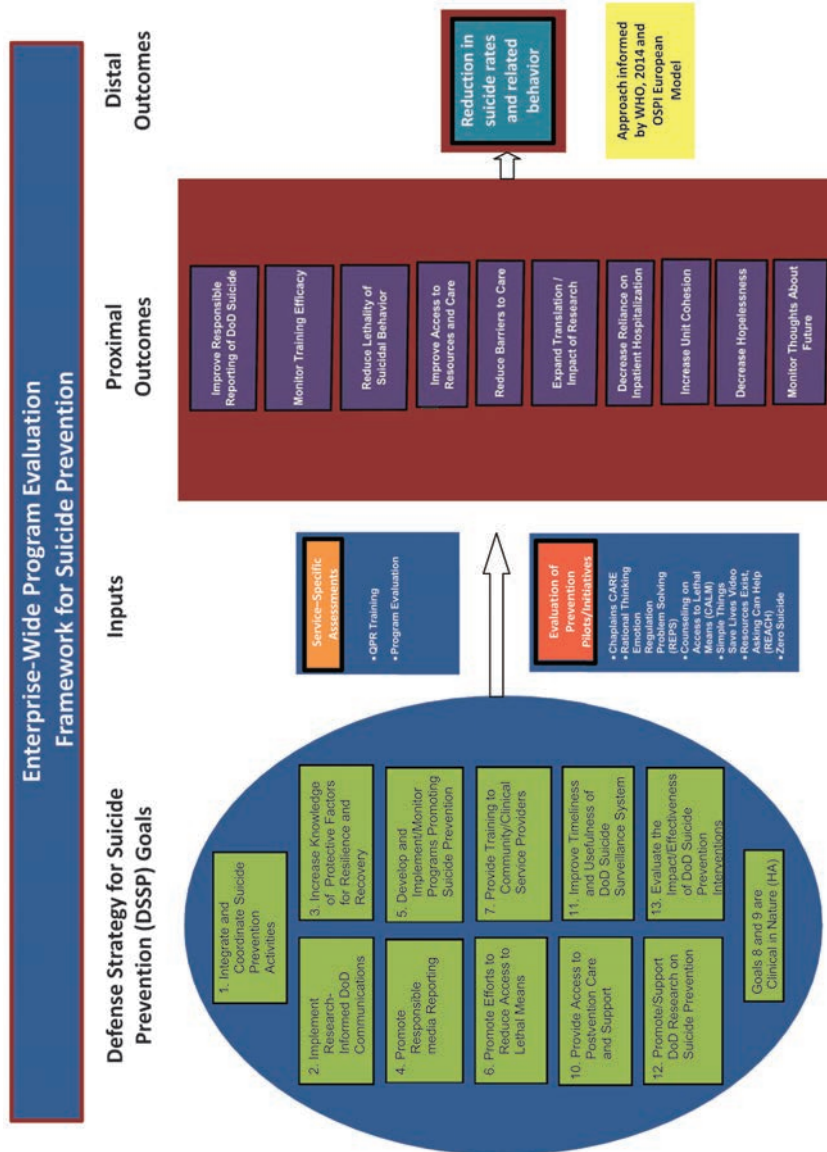 Enterprise-Wide Program Evaluation
Framework for Suicide Prevention
Defense Strategy for Suicide
Prevention (DSSP) Goals
1. Integrate and
Coordinate Suicide
Prevention
Activities
2. Implement
Research-
Informed DoD
Communications
3. Increase Knowledge
of Protective Factors
for Resilience and
Recovery
4. Promote
Responsible
media Reporting
5. Develop and
Implement/Monitor
Programs Promoting
Suicide Prevention
6. Promote Efforts to
Reduce Access to
Lethal Means
7. Provide Training to
Community/Clinical
Service Providers
10. Provide Access to
Postvention Care
and Support
11. Improve Timeliness
and Usefulness of
DoD Suicide
Surveillance System
12. Promote/Support
DoD Research on
Suicide Prevention
13. Evaluate the
Impact/Effectiveness
of DoD Suicide
Prevention
Interventions
Goals 8 and 9 are
Clinical in Nature (HA)
Inputs
Service–Specific
Assessments
• QPR Training
• Program Evaluation
Evaluation of
Prevention
Pilots/Initiatives
• Chaplains CARE
• Rational Thinking
Emotion
Regulation
Problem Solving
(REPS)
• Counseling on
Access to Lethal
Means (CALM)
• Simple Things
Save Lives Video
• Resources Exist,
Asking Can Help
(REACH)
• Zero Suicide
Proximal
Outcomes
Improve Responsible
Reporting of DoD Suicide
Monitor Training Efficacy
Reduce Lethality of
Suicidal Behavior
Improve Access to
Resources and Care
Reduce Barriers to Care
Expand Translation /
Impact of Research
Decrease Reliance on
Inpatient Hospitalization
Increase Unit Cohesion
Decrease Hopelessness
Monitor Thoughts About
Future
Distal
Outcomes
Reduction in
suicide rates
and related
behavior
Approach informed
by WHO, 2014 and
OSPI European
Model